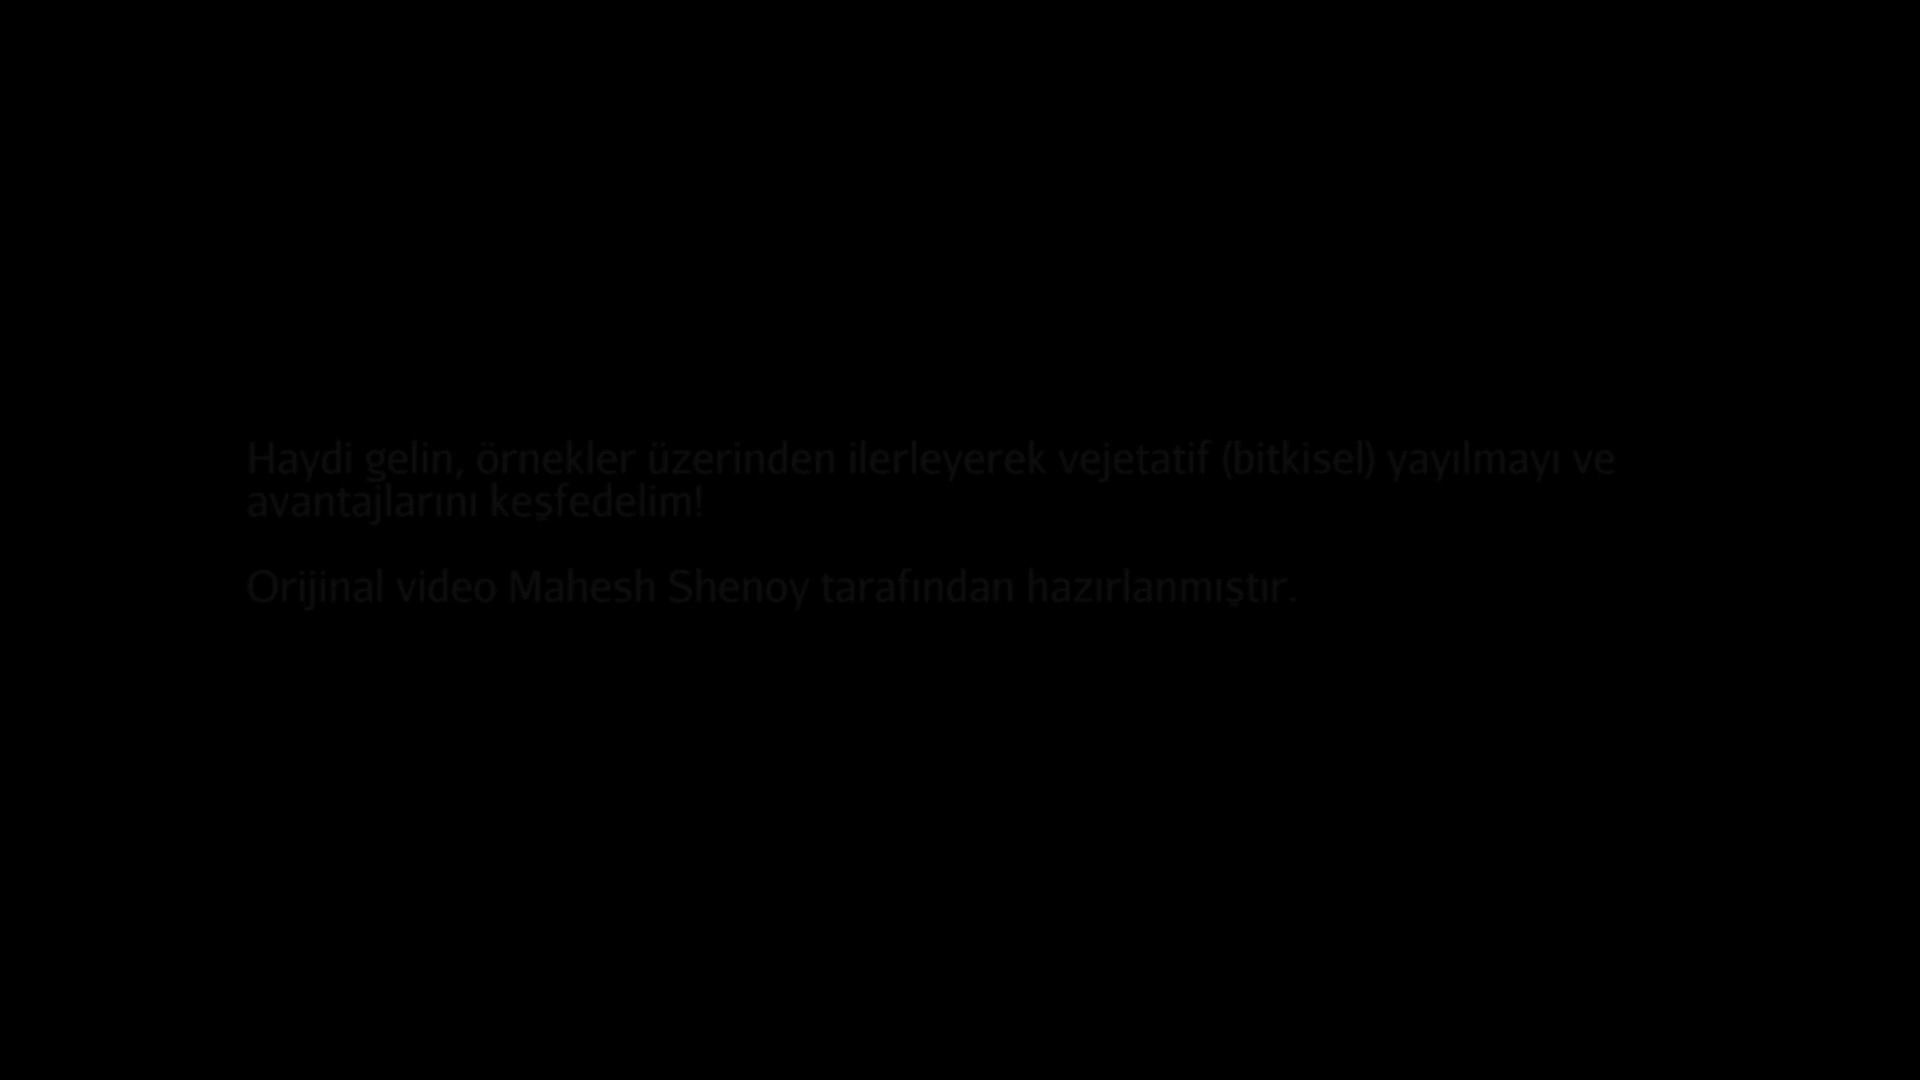 Haydi gelin, örnekler üzerinden ilerleyerek vejetatif (bitkisel) yayılmayı ve
avantajlarını keşfedelim!
Orijinal video Mahesh Shenoy tarafından hazırlanmıştır.